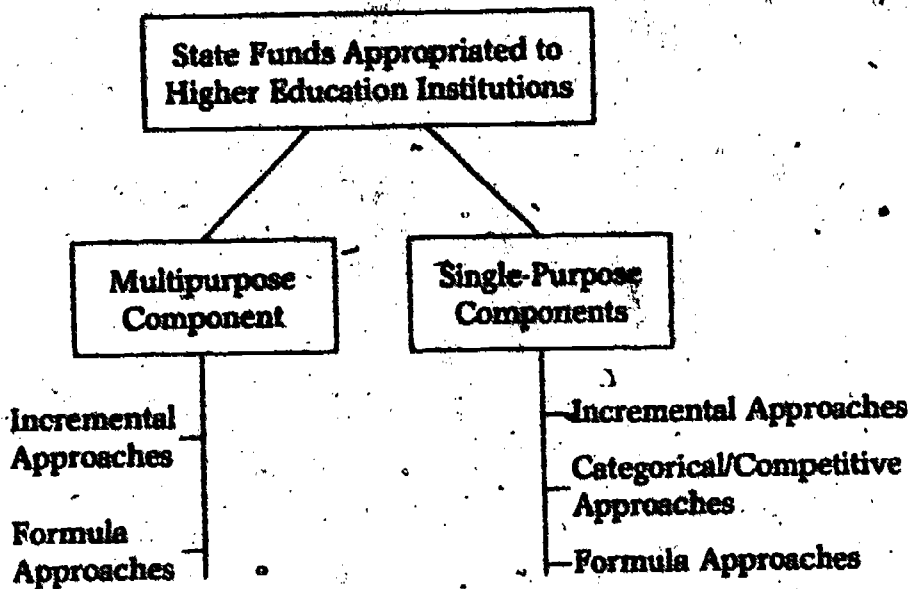 State Funds Appropriated to
Higher Education Institutions
Multipurpose
Component
Single-Purpose
Components
Incremental
Approaches
Formula
Approaches
Incremental Approaches
Categorical/Competitive
Approaches
Formula Approaches